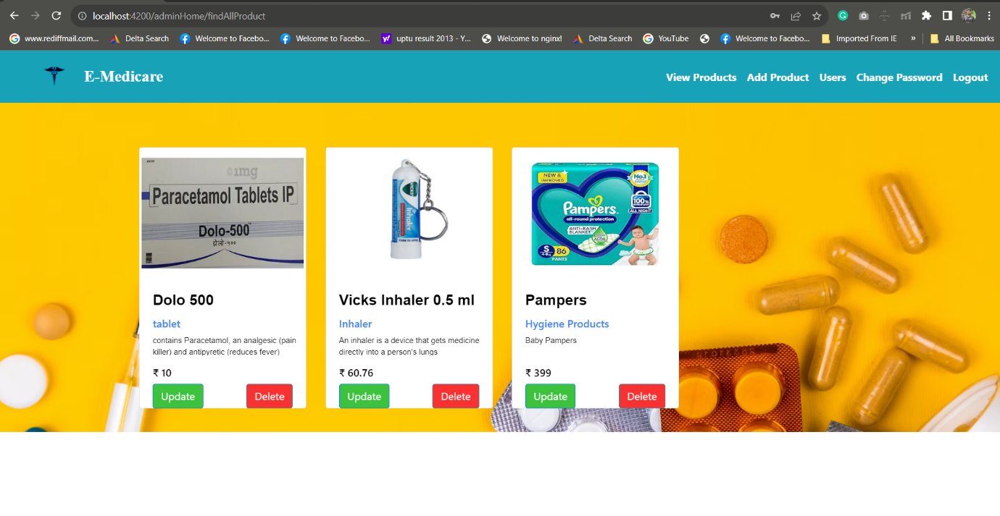 localhost:4200/adminHome/findAllProduct
www.rediffmail.com... Delta Search Welcome to Facebo... Welcome to Facebo... uptu result 2013 - Y... Welcome to nginx! Delta Search YouTube Welcome to Facebo... Imported From IE » All Bookmarks
E-Medicare View Products Add Product Users Change Password Logout
1mg
Paracetamol Tablets IP
Dolo-500
डोलो-५००
VICKS
Inhaler
NEW & IMPROVED
No.1
100%
ALL NIGHT
Pampers
all-round protection
ANTI-RASH BLANKET
ALOE
S 86
PANTS
Dolo 500
tablet
contains Paracetamol, an analgesic (pain
killer) and antipyretic (reduces fever)
₹ 10
Update Delete
Vicks Inhaler 0.5 ml
Inhaler
An inhaler is a device that gets medicine
directly into a person's lungs
₹ 60.76
Update Delete
Pampers
Hygiene Products
Baby Pampers
₹ 399
Update Delete